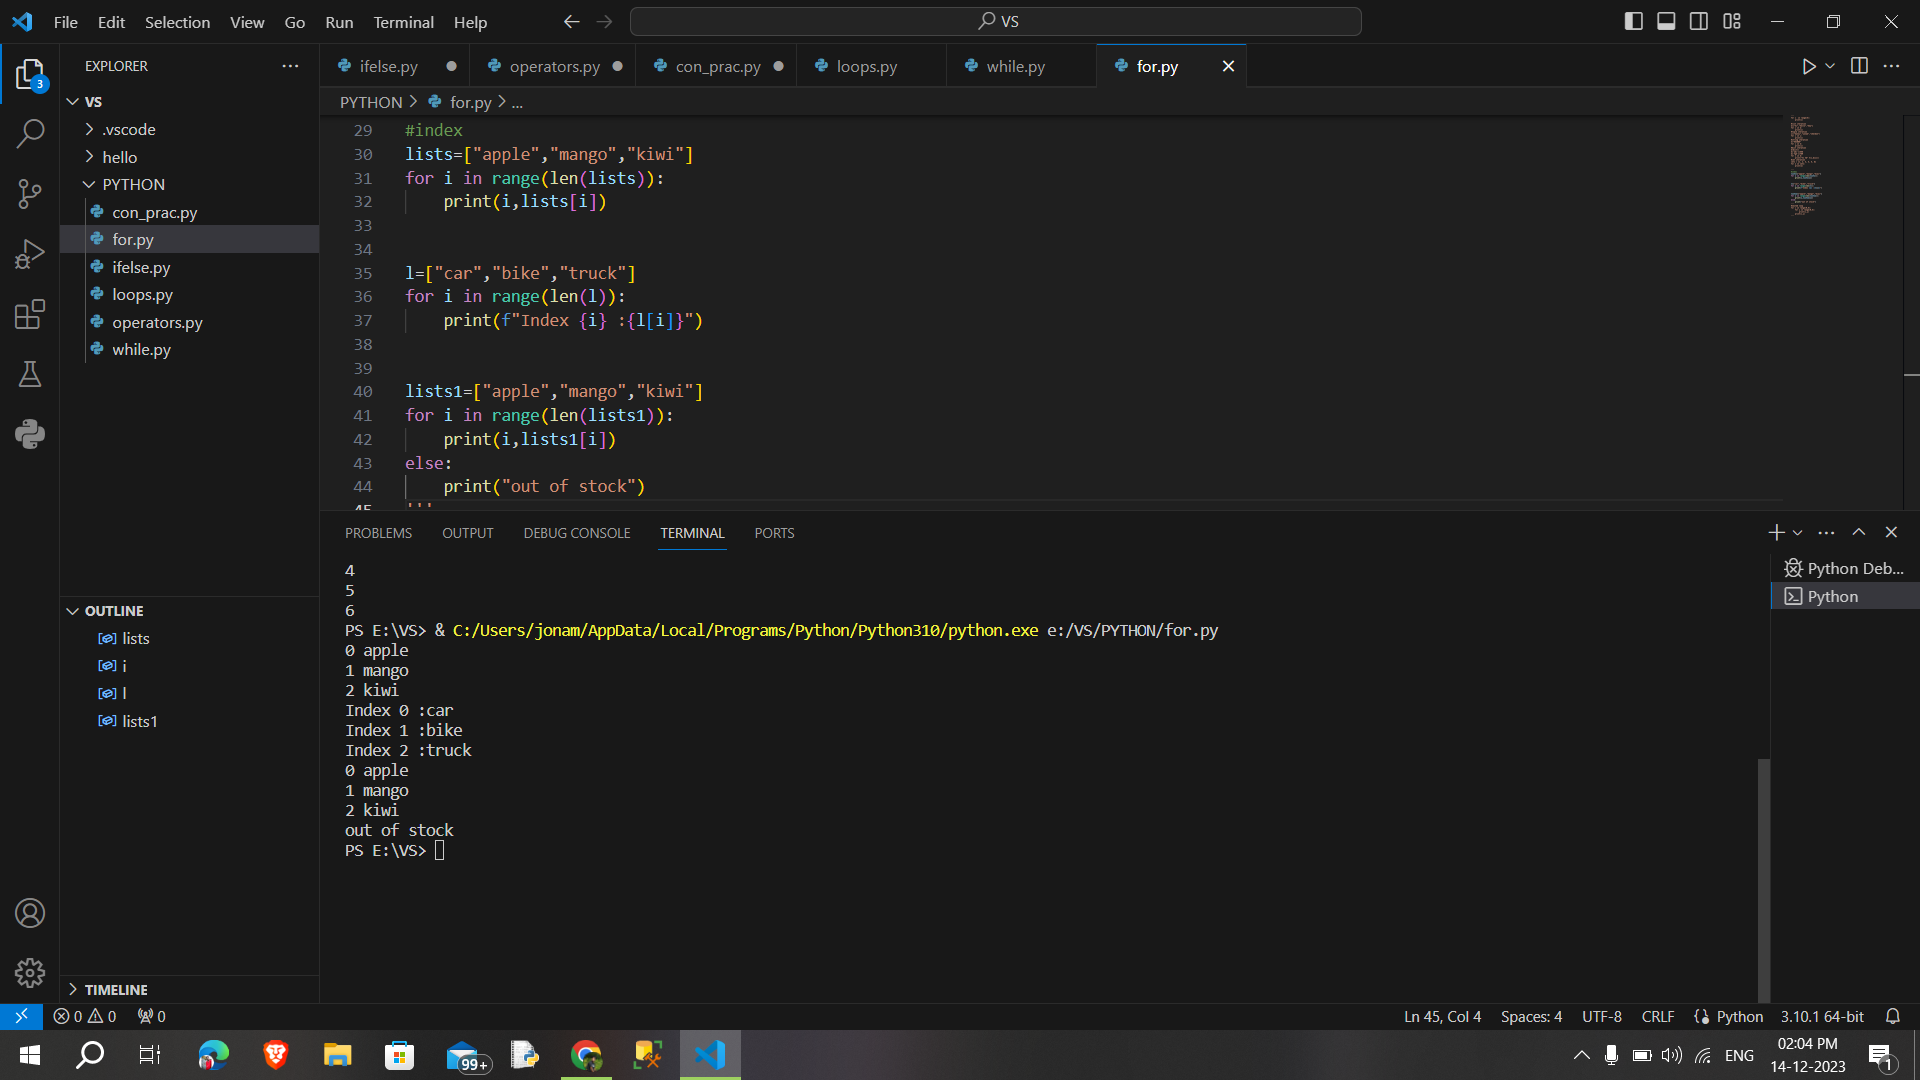 File Edit Selection View Go Run Terminal Help
VS
EXPLORER
3
VS
.vscode
hello
PYTHON
con_prac.py
for.py
ifelse.py
loops.py
operators.py
while.py
OUTLINE
lists
i
l
lists1
TIMELINE
ifelse.py operators.py con_prac.py loops.py while.py for.py
PYTHON > for.py > ...
29 #index
30 lists=["apple","mango","kiwi"]
31 for i in range(len(lists)):
32     print(i,lists[i])
33
34
35 l=["car","bike","truck"]
36 for i in range(len(l)):
37     print(f"Index {i} :{l[i]}")
38
39
40 lists1=["apple","mango","kiwi"]
41 for i in range(len(lists1)):
42     print(i,lists1[i])
43 else:
44     print("out of stock")
45 '''
PROBLEMS OUTPUT DEBUG CONSOLE TERMINAL PORTS
4
5
6
PS E:\VS> & C:/Users/jonam/AppData/Local/Programs/Python/Python310/python.exe e:/VS/PYTHON/for.py
0 apple
1 mango
2 kiwi
Index 0 :car
Index 1 :bike
Index 2 :truck
0 apple
1 mango
2 kiwi
out of stock
PS E:\VS>
Python Deb...
Python
0 0 0 Ln 45, Col 4 Spaces: 4 UTF-8 CRLF Python 3.10.1 64-bit
99+
ENG
02:04 PM
14-12-2023
1